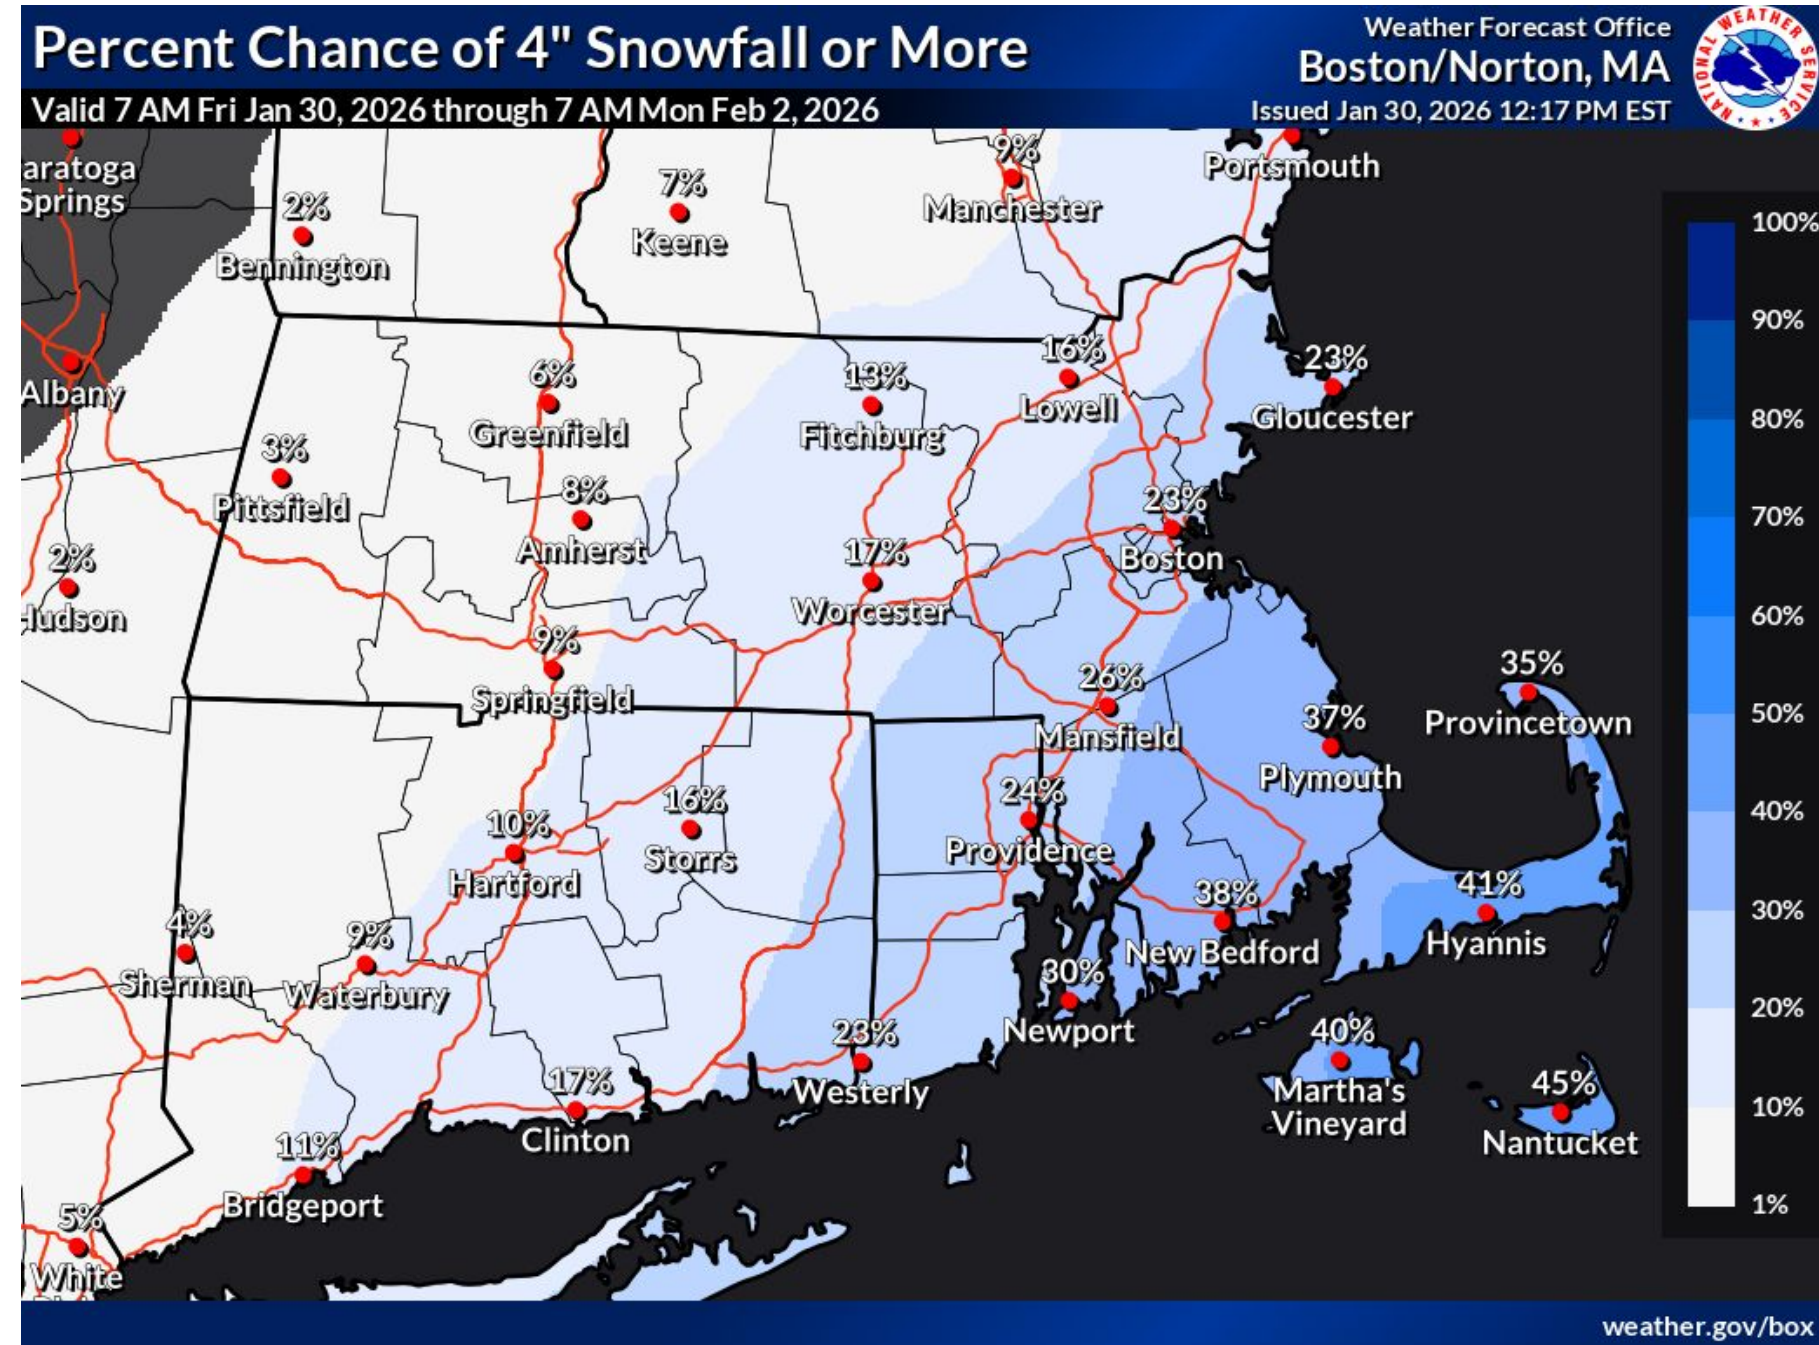 Percent Chance of 4" Snowfall or More
Valid 7 AM Fri Jan 30, 2026 through 7 AM Mon Feb 2, 2026
Weather Forecast Office
Boston/Norton, MA
Issued Jan 30, 2026 12:17 PM EST
NATIONAL WEATHER SERVICE
aratoga
Springs
2%
Bennington
7%
Keene
9%
Manchester
Portsmouth
Albany
6%
Greenfield
13%
Fitchburg
16%
Lowell
23%
Gloucester
3%
Pittsfield
8%
Amherst
17%
Worcester
23%
Boston
2%
Hudson
9%
Springfield
26%
Mansfield
37%
Plymouth
35%
Provincetown
10%
Hartford
16%
Storrs
24%
Providence
38%
New Bedford
41%
Hyannis
4%
Sherman
9%
Waterbury
30%
Newport
23%
Westerly
17%
Clinton
40%
Martha's
Vineyard
45%
Nantucket
11%
Bridgeport
5%
White
100%
90%
80%
70%
60%
50%
40%
30%
20%
10%
1%
weather.gov/box